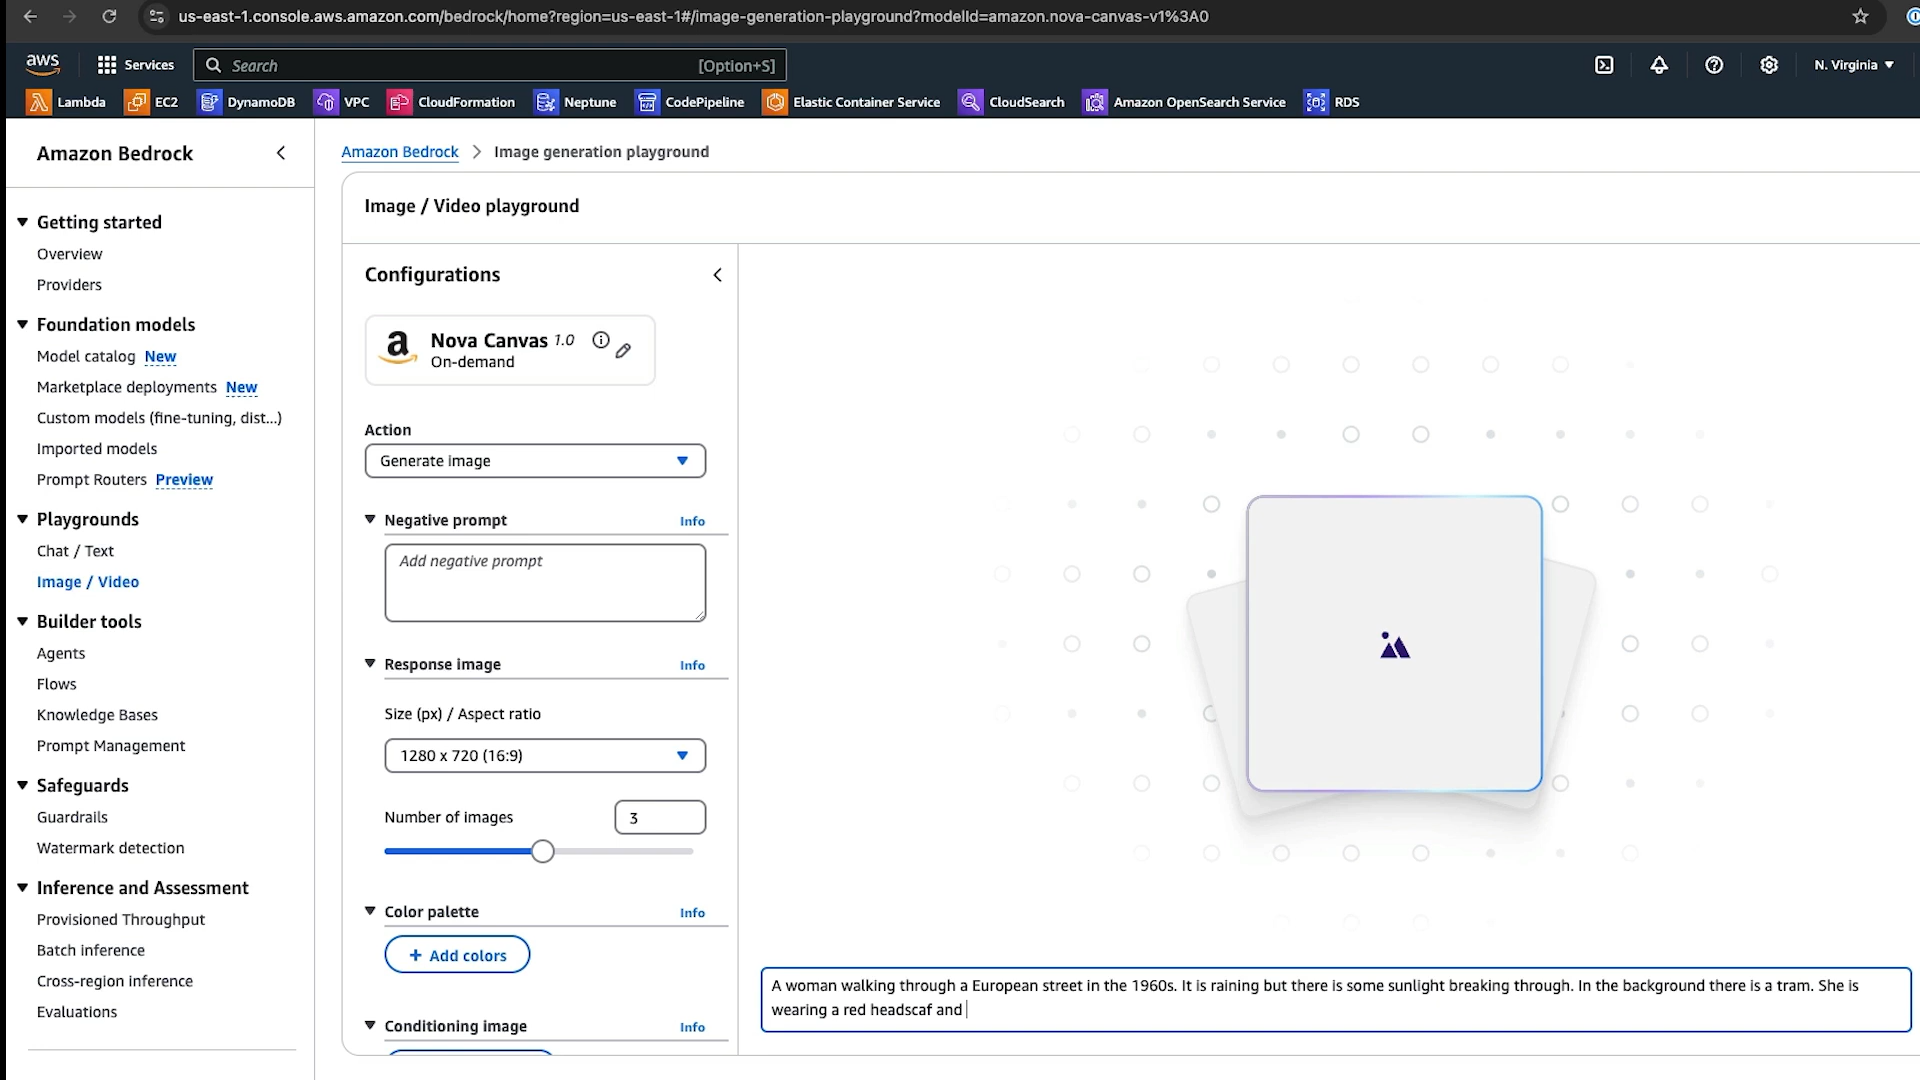 us-east-1.console.aws.amazon.com/bedrock/home?region=us-east-1#/image-generation-playground?modelId=amazon.nova-canvas-v1%3A0
aws
Services
Search
[Option+S]
N. Virginia
Lambda
EC2
DynamoDB
VPC
CloudFormation
Neptune
CodePipeline
Elastic Container Service
CloudSearch
Amazon OpenSearch Service
RDS
Amazon Bedrock
Getting started
Overview
Providers
Foundation models
Model catalog New
Marketplace deployments New
Custom models (fine-tuning, dist...)
Imported models
Prompt Routers Preview
Playgrounds
Chat / Text
Image / Video
Builder tools
Agents
Flows
Knowledge Bases
Prompt Management
Safeguards
Guardrails
Watermark detection
Inference and Assessment
Provisioned Throughput
Batch inference
Cross-region inference
Evaluations
Amazon Bedrock > Image generation playground
Image / Video playground
Configurations
a
Nova Canvas 1.0
On-demand
Action
Generate image
Negative prompt
Info
Add negative prompt
Response image
Info
Size (px) / Aspect ratio
1280 x 720 (16:9)
Number of images
3
Color palette
Info
+ Add colors
Conditioning image
Info
A woman walking through a European street in the 1960s. It is raining but there is some sunlight breaking through. In the background there is a tram. She is
wearing a red headscaf and